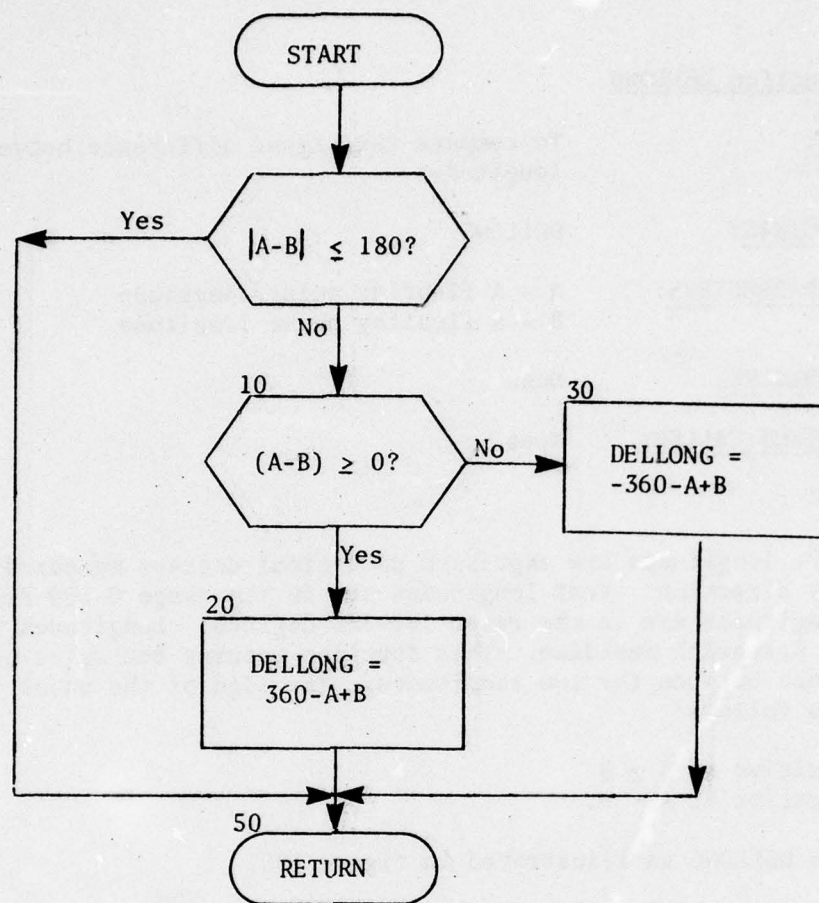 START
Yes
|A-B| ≤ 180?
No
10
(A-B) ≥ 0?
No
30
DELLONG =
-360-A+B
Yes
20
DELLONG =
360-A+B
50
RETURN